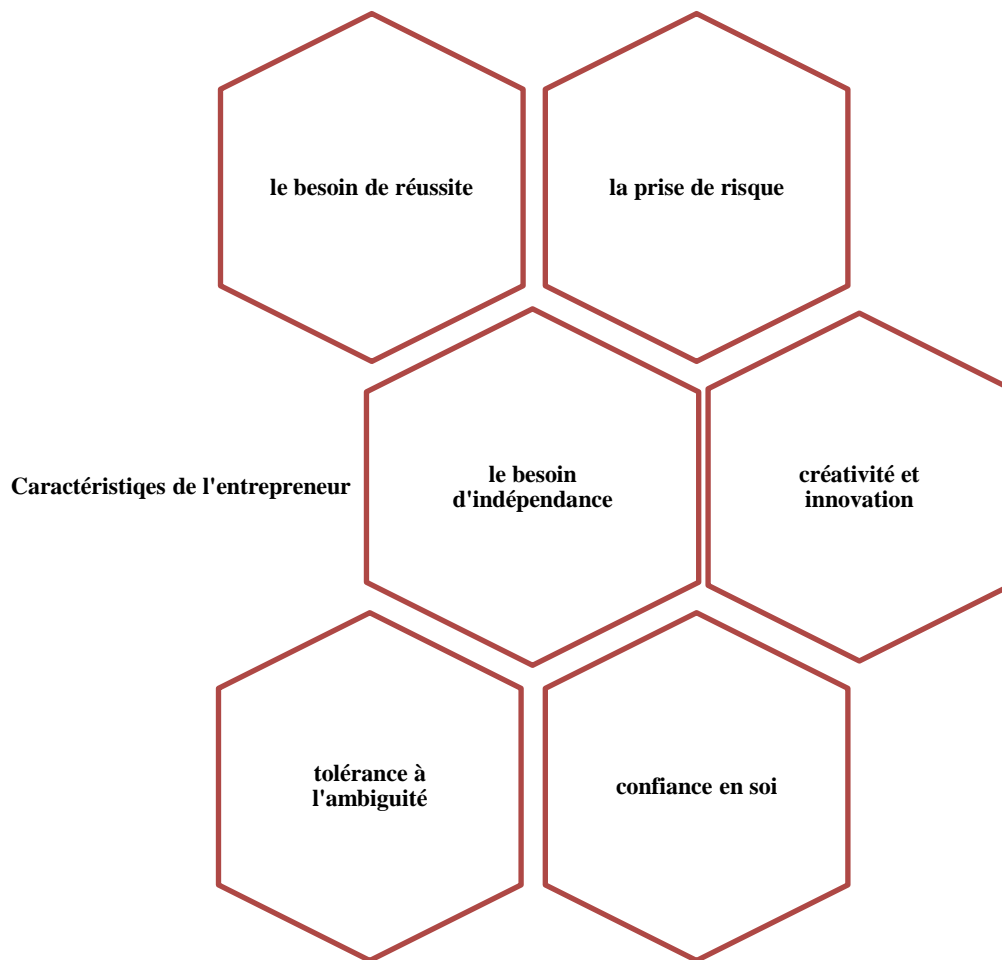 le besoin de réussite
la prise de risque
Caractéristiqes de l'entrepreneur
le besoin
d'indépendance
créativité et
innovation
tolérance à
l'ambiguité
confiance en soi